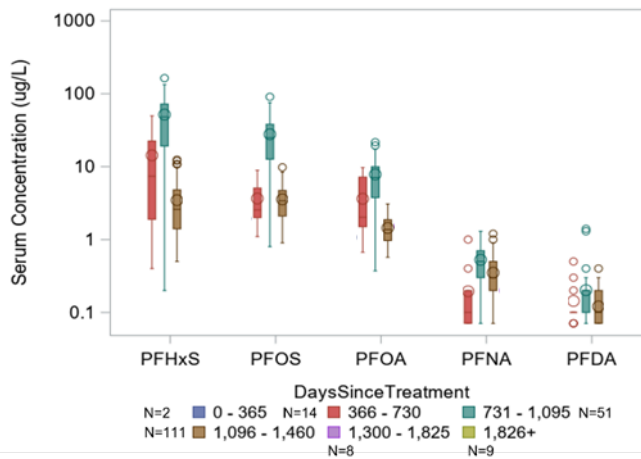 1000
100
10
1
0.1
Serum Concentration (ug/L)
PFHxS PFOS PFOA PFNA PFDA
DaysSinceTreatment
N=2 0 - 365 N=14 366 - 730 731 - 1,095 N=51
N=111 1,096 - 1,460 1,300 - 1,825 1,826+
N=8 N=9